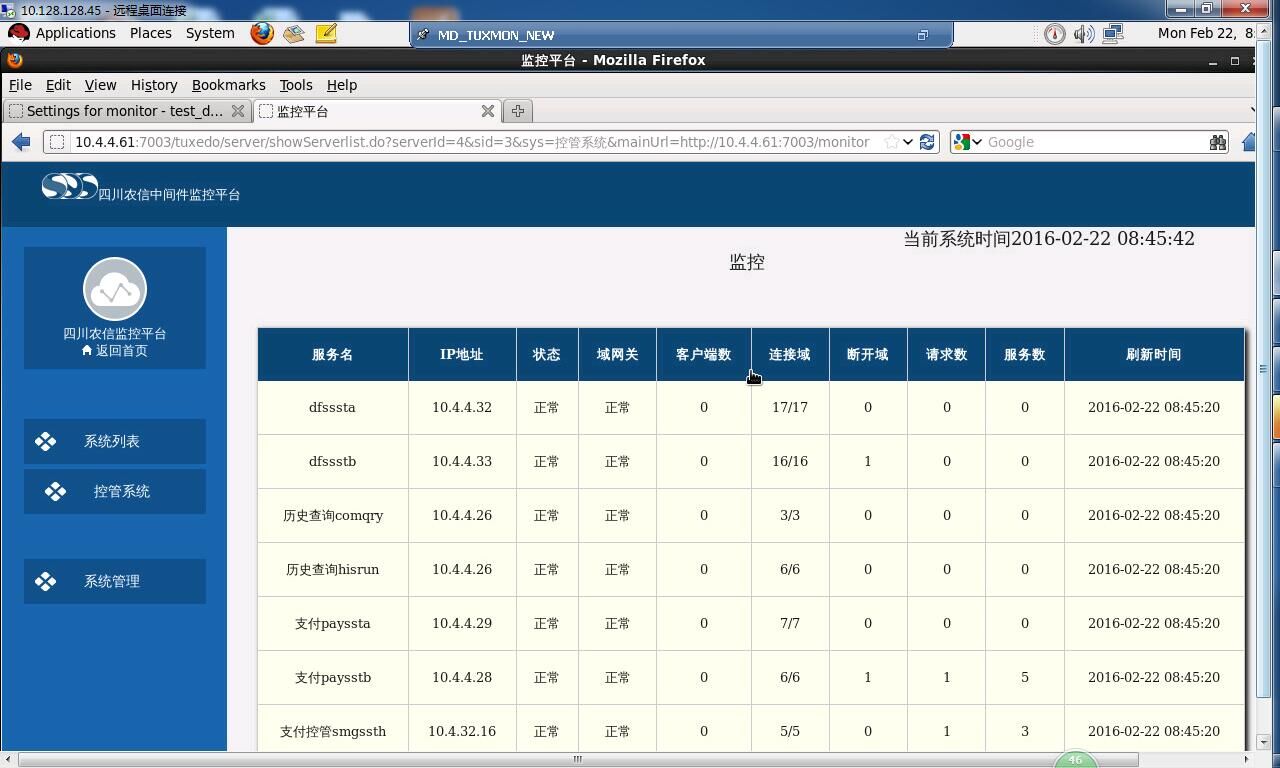 10.128.128.45 - 远程桌面连接
Applications Places System MD_TUXMON_NEW Mon Feb 22, 8:
监控平台 - Mozilla Firefox
File Edit View History Bookmarks Tools Help
Settings for monitor - test_d... 监控平台
10.4.4.61:7003/tuxedo/server/showServerlist.do?serverId=4&sid=3&sys=控管系统&mainUrl=http://10.4.4.61:7003/monitor Google
四川农信中间件监控平台
当前系统时间2016-02-22 08:45:42
监控
四川农信监控平台
返回首页
系统列表
控管系统
系统管理
服务名 IP地址 状态 域网关 客户端数 连接域 断开域 请求数 服务数 刷新时间
dfsssta 10.4.4.32 正常 正常 0 17/17 0 0 0 2016-02-22 08:45:20
dfssstb 10.4.4.33 正常 正常 0 16/16 1 0 0 2016-02-22 08:45:20
历史查询comqry 10.4.4.26 正常 正常 0 3/3 0 0 0 2016-02-22 08:45:20
历史查询hisrun 10.4.4.26 正常 正常 0 6/6 0 0 0 2016-02-22 08:45:20
支付payssta 10.4.4.29 正常 正常 0 7/7 0 0 0 2016-02-22 08:45:20
支付paysstb 10.4.4.28 正常 正常 0 6/6 1 1 5 2016-02-22 08:45:20
支付控管smgssth 10.4.32.16 正常 正常 0 5/5 0 1 3 2016-02-22 08:45:20
46